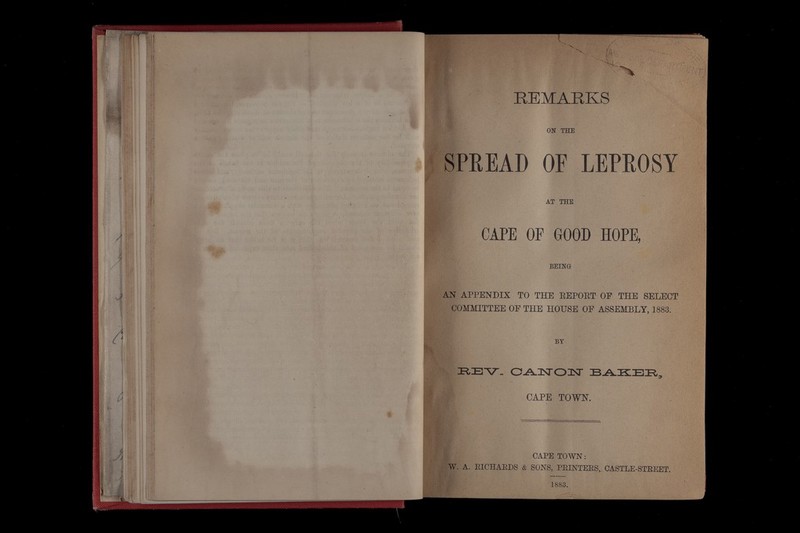 REMARKS
ON THE
SPREAD OF LEPROSY
AT THE
CAPE OF GOOD HOPE,
BEING
AN APPENDIX TO THE REPORT OF THE SELECT
COMMITTEE OF THE HOUSE OF ASSEMBLY, 1883.
BY
REV. CANON BAKER,
CAPE TOWN.
CAPE TOWN:
W. A. RICHARDS & SONS, PRINTERS, CASTLE-STREET.
1883.